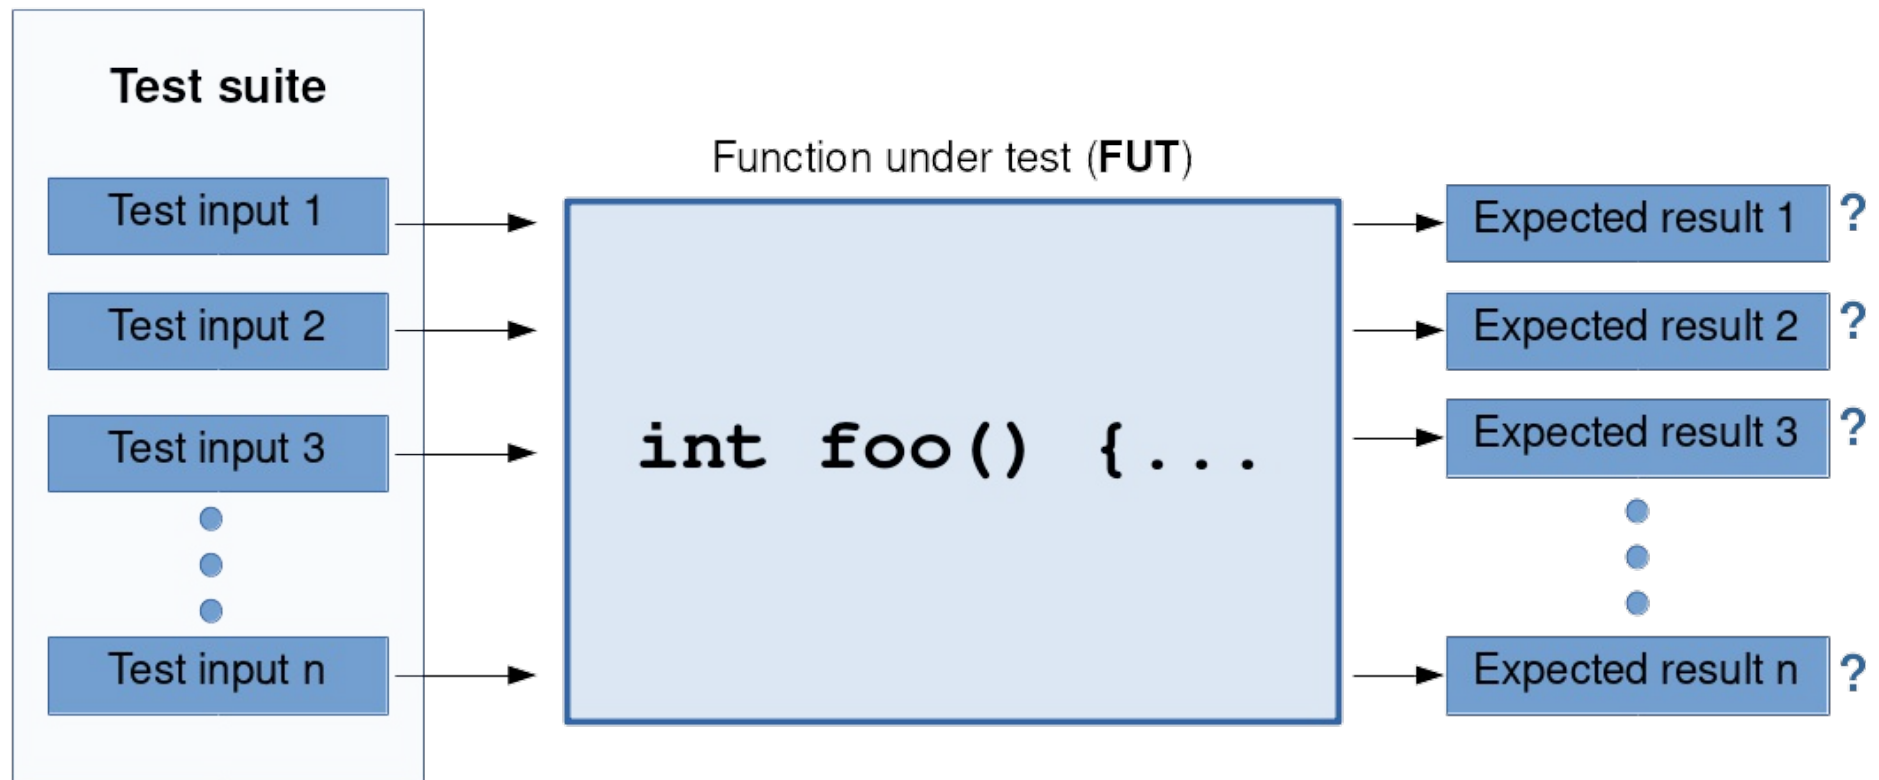 Test suite
Function under test (FUT)
Test input 1
Expected result 1 ?
Test input 2
Expected result 2 ?
Test input 3
Expected result 3 ?
int foo() {...
Test input n
Expected result n ?